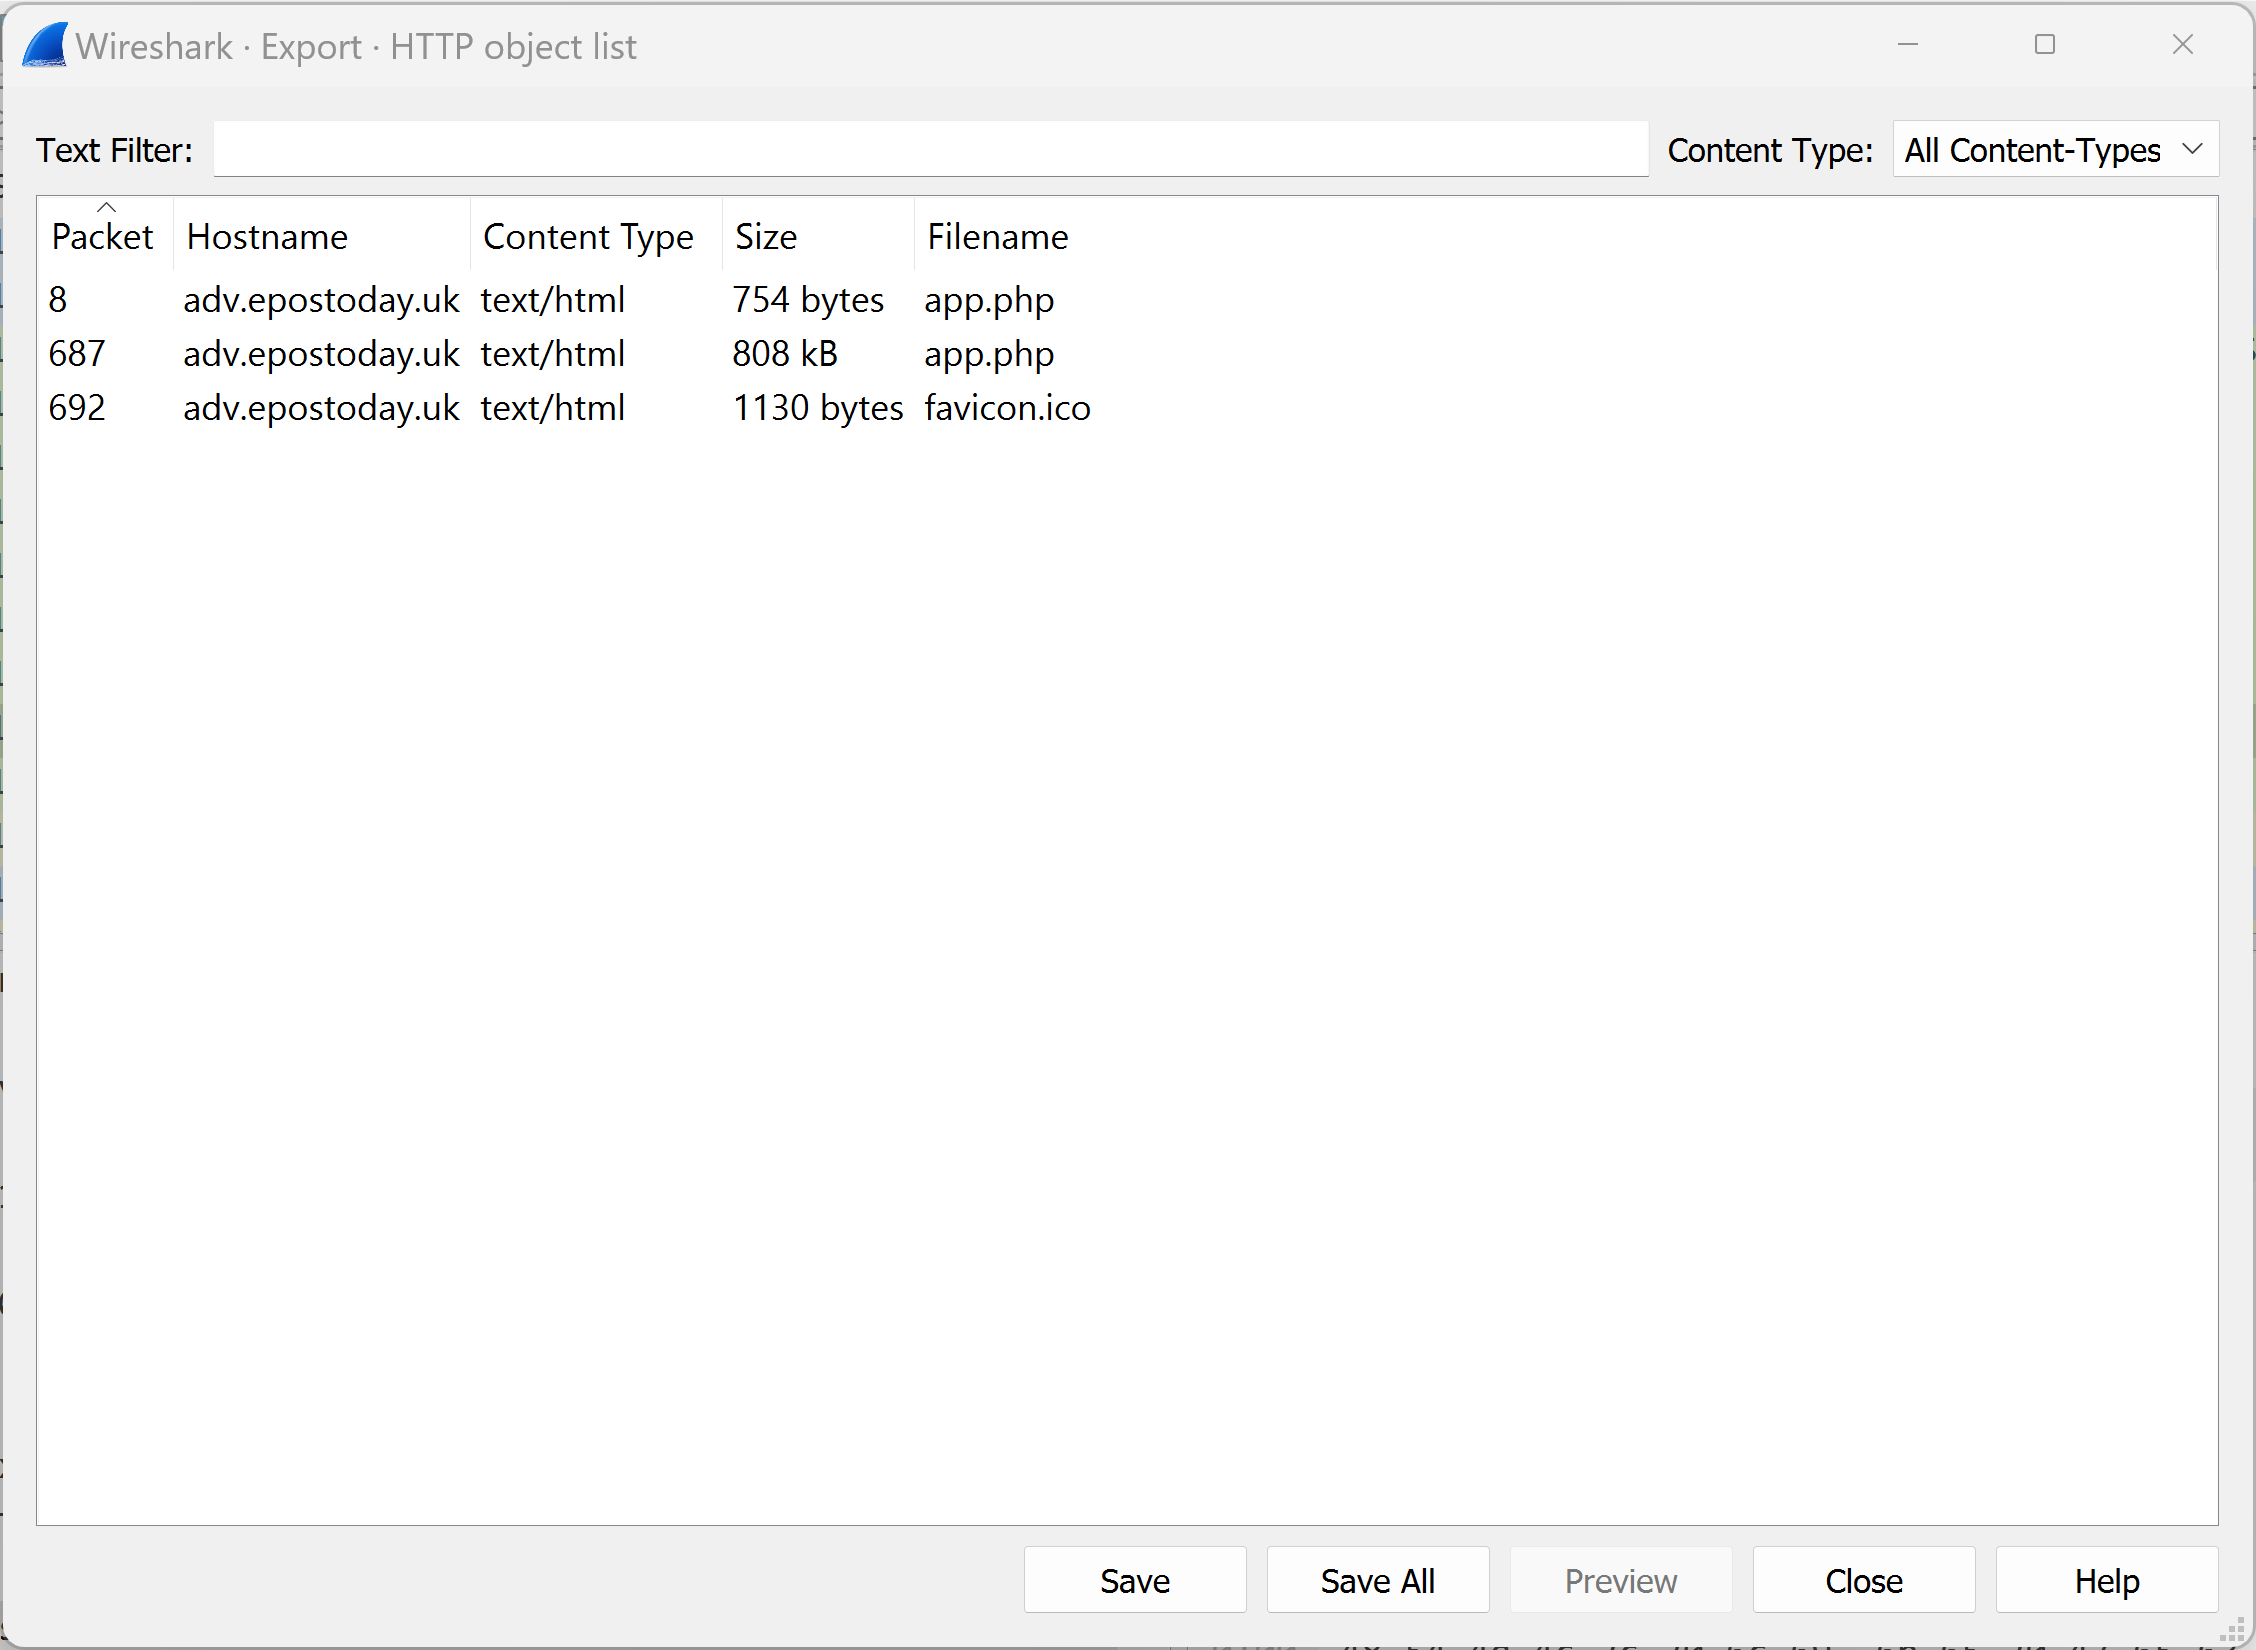 Wireshark · Export · HTTP object list
Text Filter: Content Type: All Content-Types
Packet Hostname Content Type Size Filename
8 adv.epostoday.uk text/html 754 bytes app.php
687 adv.epostoday.uk text/html 808 kB app.php
692 adv.epostoday.uk text/html 1130 bytes favicon.ico
Save Save All Preview Close Help